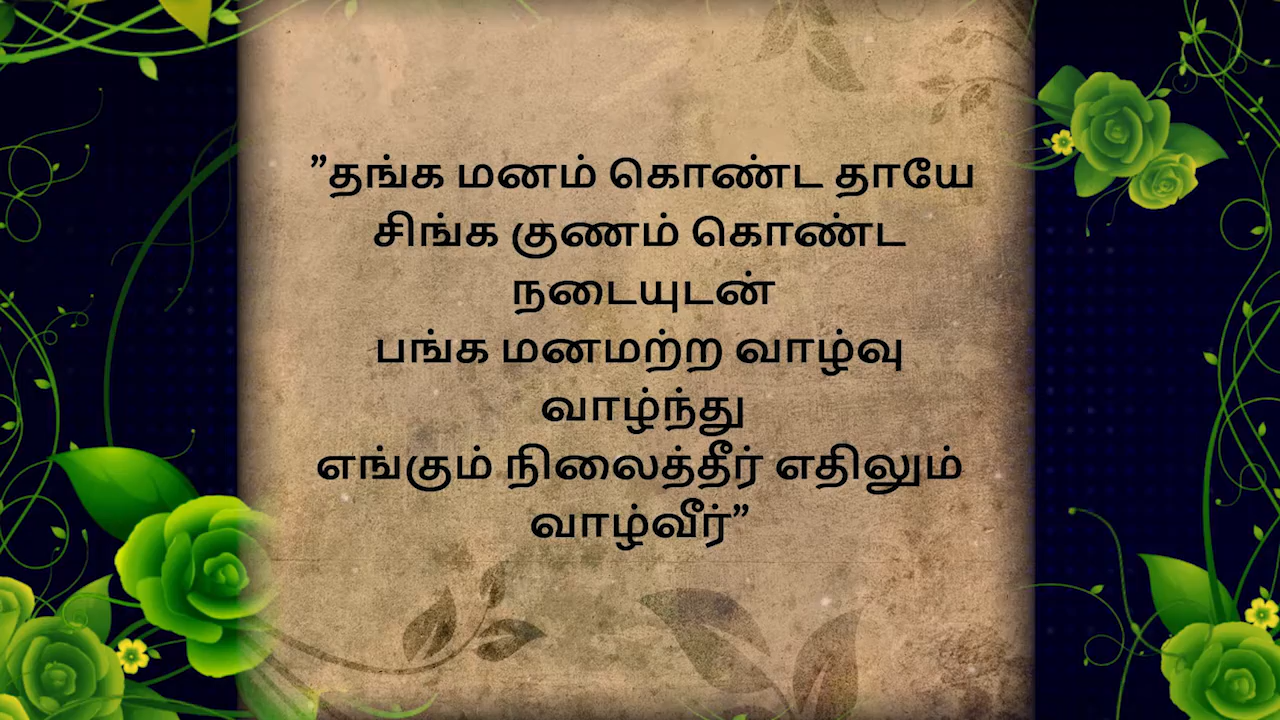 ”தங்க மனம் கொண்ட தாயே
சிங்க குணம் கொண்ட
நடையுடன்
பங்க மனமற்ற வாழ்வு
வாழ்ந்து
எங்கும் நிலைத்தீர் எதிலும்
வாழ்வீர்”